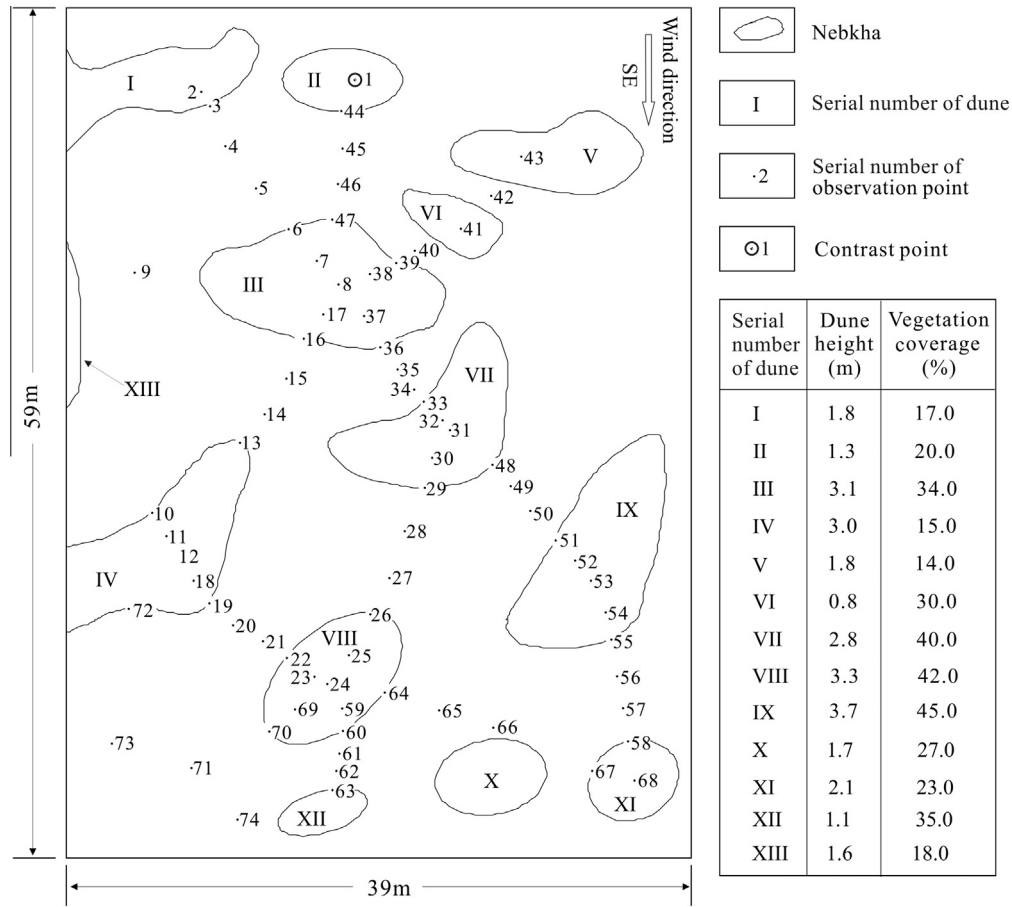 I
2·
·3
II
⊙1
·44
·4
·45
·5
·46
V
·43
·42
VI
·41
·6
·47
·40
·39
·7
·38
·8
III
·9
·17
·37
·16
·36
XIII
·15
·35
34·
VII
·33
32·
·31
·14
·13
·30
·48
·29
·49
·50
IX
·10
·11
12
·28
·51
·52
IV
·18
·27
·53
·72
·19
·26
·54
·20
·21
VIII
·55
·22
·25
23·
·24
·56
·64
·69
·59
·65
·57
·70
·60
·66
·73
·61
·58
·71
·62
X
·67
·68
·63
XI
·74
XII
Wind direction
SE
59m
39m
Nebkha
I Serial number of dune
·2 Serial number of
observation point
⊙1 Contrast point
Serial Dune Vegetation
number height coverage
of dune (m) (%)
I 1.8 17.0
II 1.3 20.0
III 3.1 34.0
IV 3.0 15.0
V 1.8 14.0
VI 0.8 30.0
VII 2.8 40.0
VIII 3.3 42.0
IX 3.7 45.0
X 1.7 27.0
XI 2.1 23.0
XII 1.1 35.0
XIII 1.6 18.0